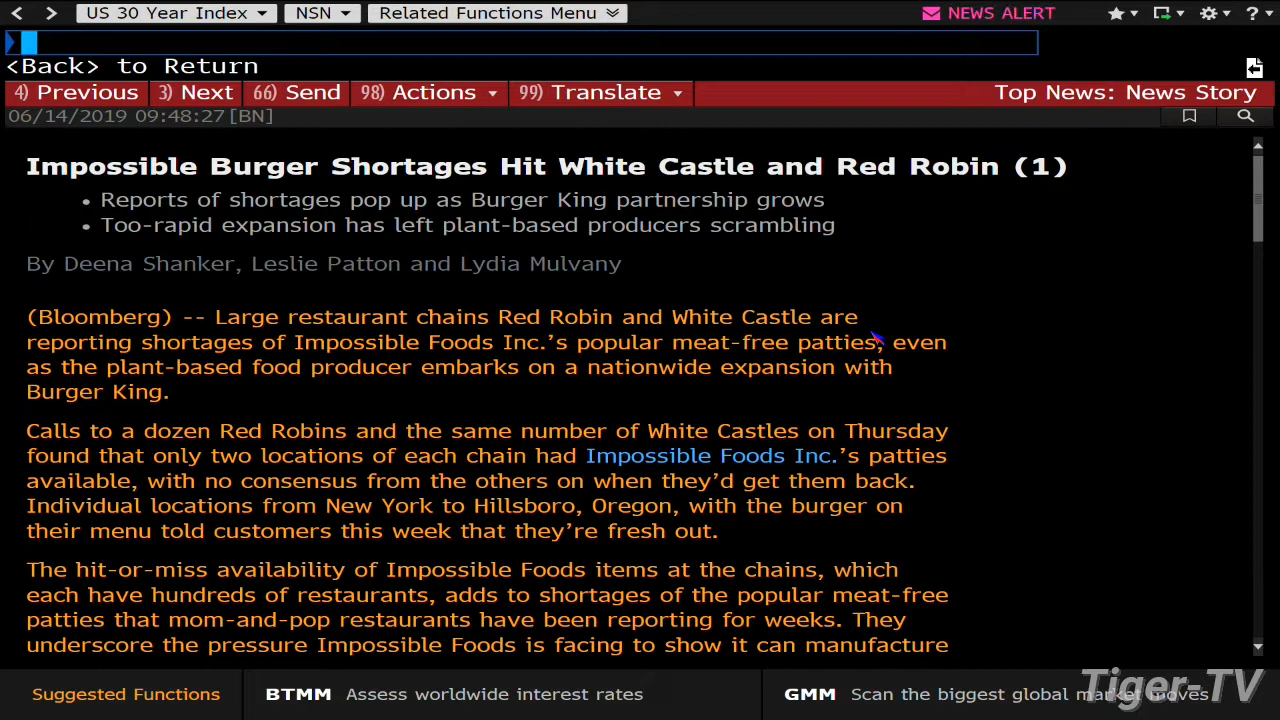 US 30 Year Index NSN Related Functions Menu NEWS ALERT ?
<Back> to Return
4) Previous 3) Next 66) Send 98) Actions 99) Translate Top News: News Story
06/14/2019 09:48:27[BN]
Impossible Burger Shortages Hit White Castle and Red Robin (1)
• Reports of shortages pop up as Burger King partnership grows
• Too-rapid expansion has left plant-based producers scrambling
By Deena Shanker, Leslie Patton and Lydia Mulvany
(Bloomberg) -- Large restaurant chains Red Robin and White Castle are
reporting shortages of Impossible Foods Inc.’s popular meat-free patties, even
as the plant-based food producer embarks on a nationwide expansion with
Burger King.
Calls to a dozen Red Robins and the same number of White Castles on Thursday
found that only two locations of each chain had Impossible Foods Inc.’s patties
available, with no consensus from the others on when they’d get them back.
Individual locations from New York to Hillsboro, Oregon, with the burger on
their menu told customers this week that they’re fresh out.
The hit-or-miss availability of Impossible Foods items at the chains, which
each have hundreds of restaurants, adds to shortages of the popular meat-free
patties that mom-and-pop restaurants have been reporting for weeks. They
underscore the pressure Impossible Foods is facing to show it can manufacture
Suggested Functions BTMM Assess worldwide interest rates GMM Scan the biggest global market moves
Tiger-TV